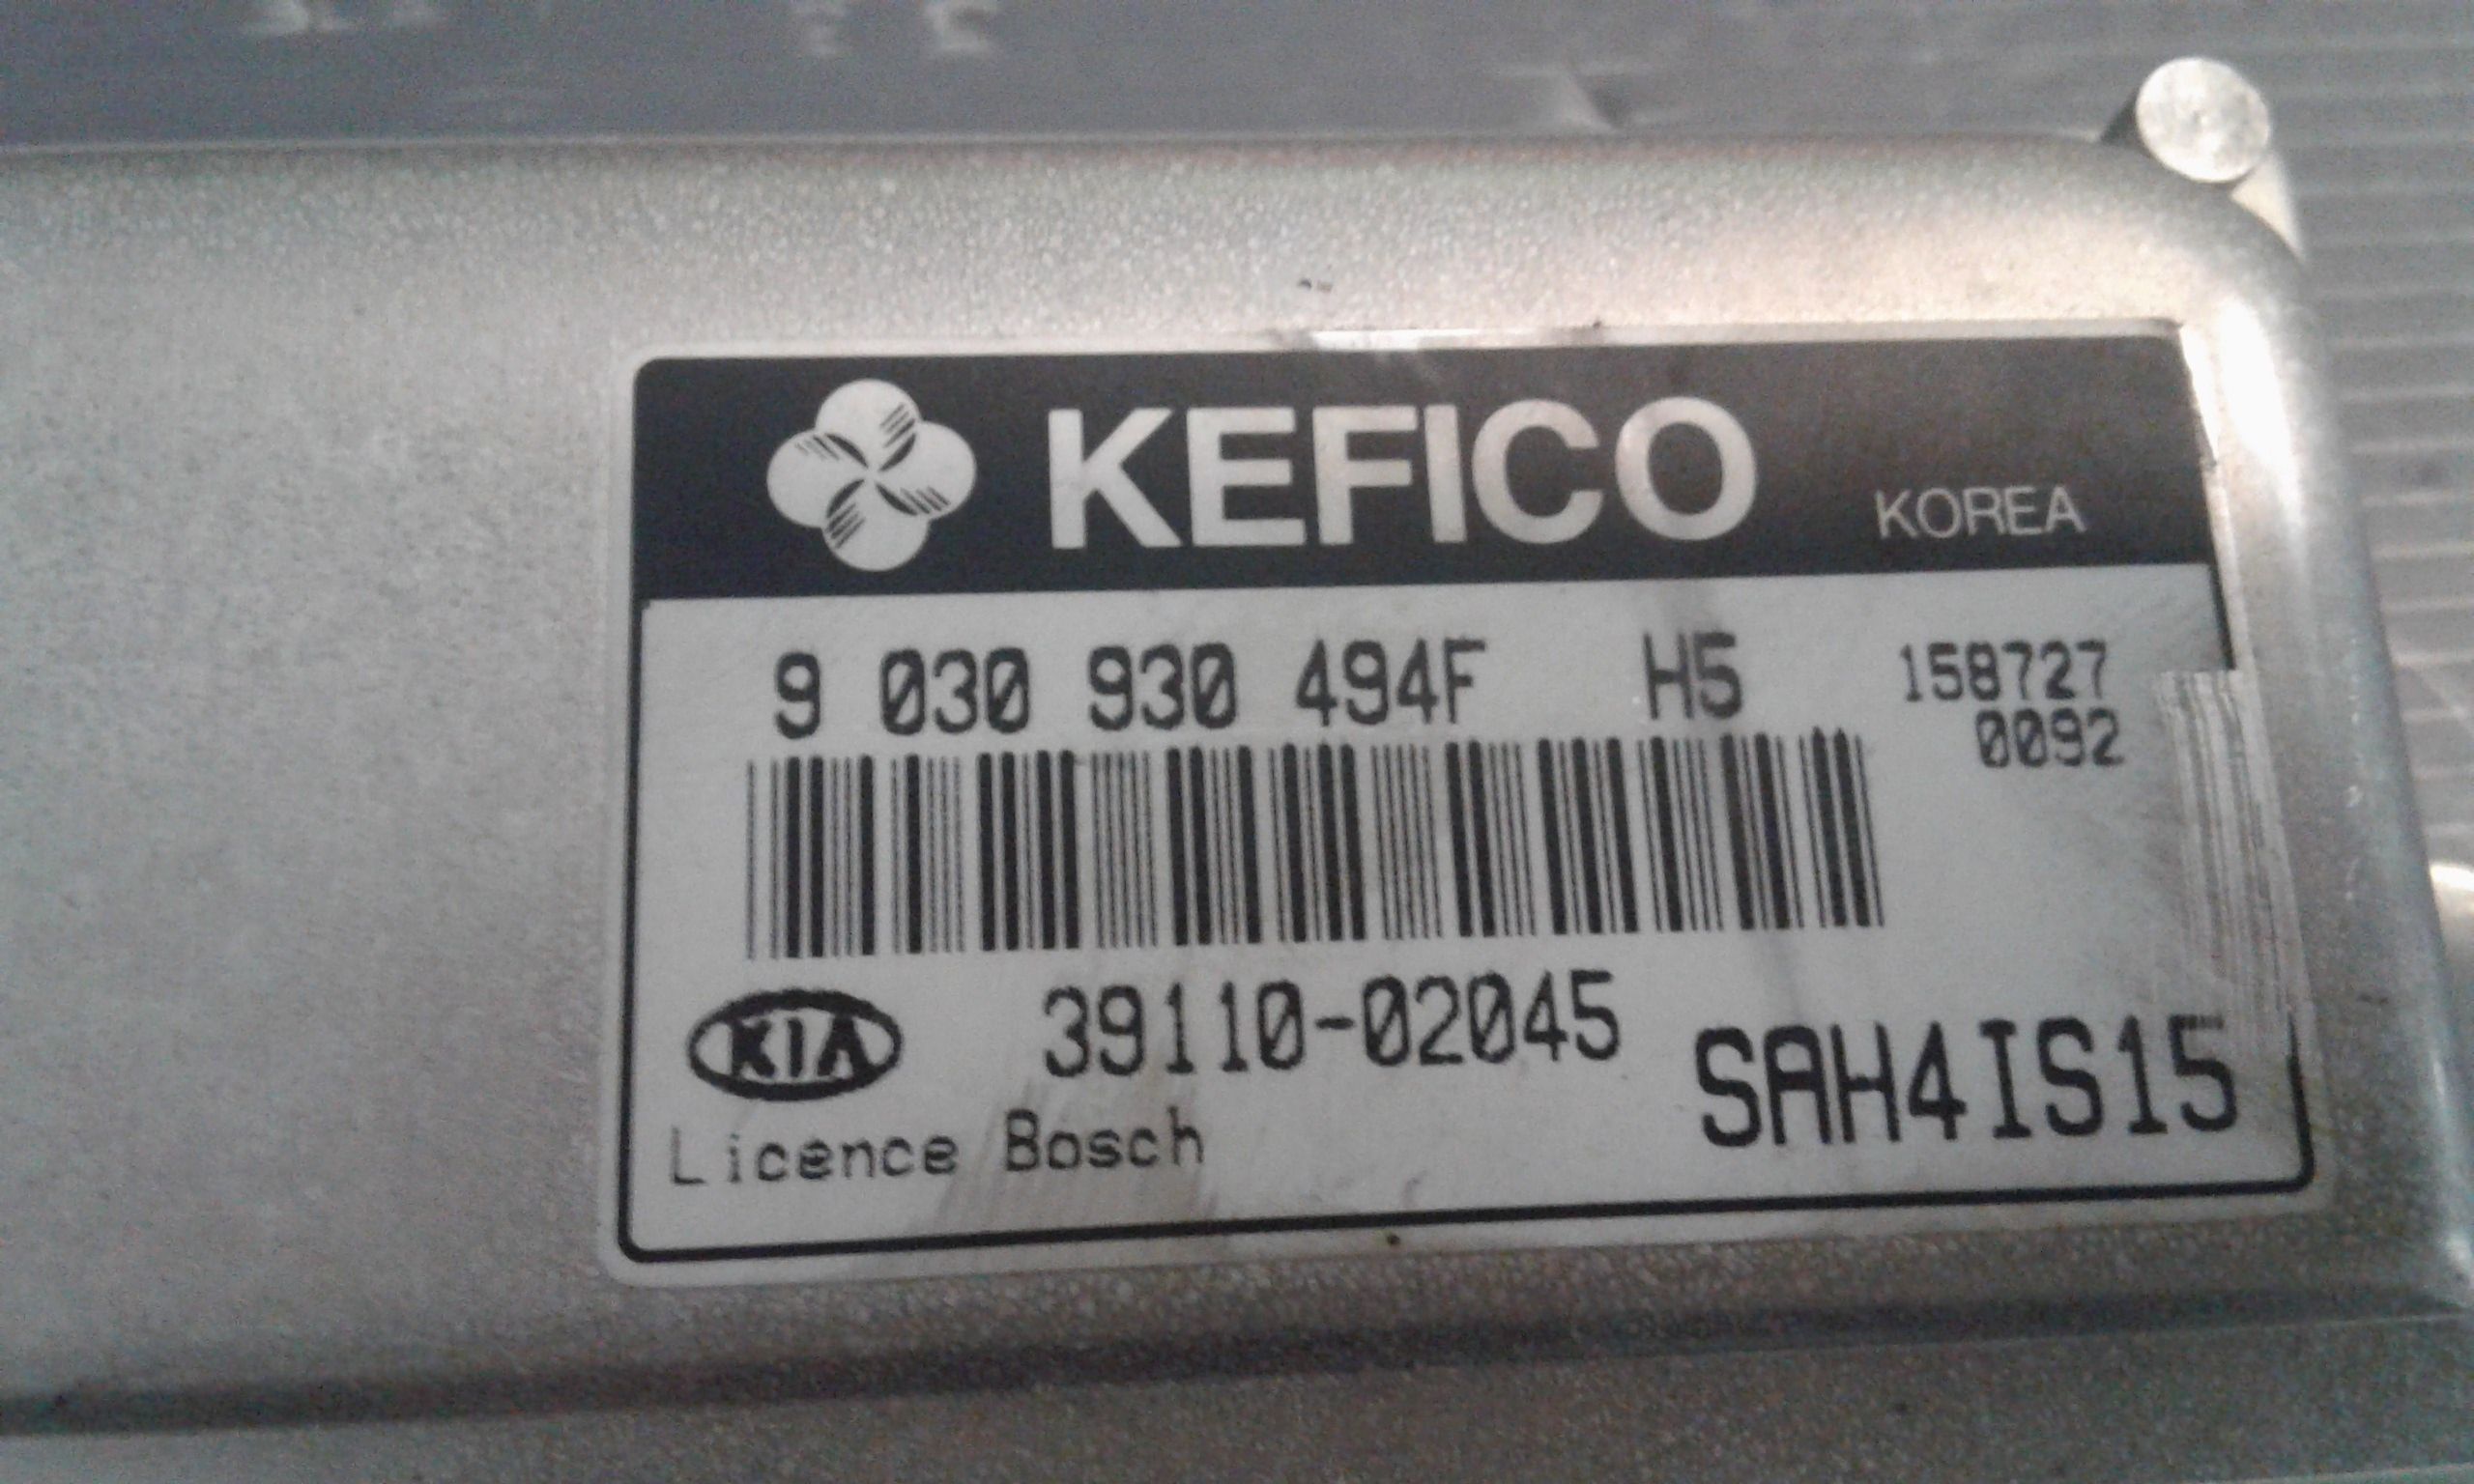 KEFICO KOREA
9 030 930 494F H5 158727
0092
KIA 39110-02045 SAH4IS15
Licence Bosch